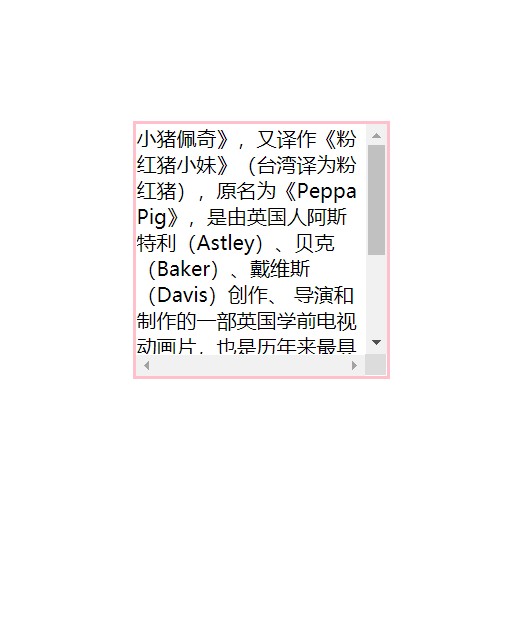 小猪佩奇》，又译作《粉
红猪小妹》（台湾译为粉
红猪），原名为《Peppa
Pig》，是由英国人阿斯
特利（Astley）、贝克
（Baker）、戴维斯
（Davis）创作、 导演和
制作的一部英国学前电视
动画片，也是历年来最具